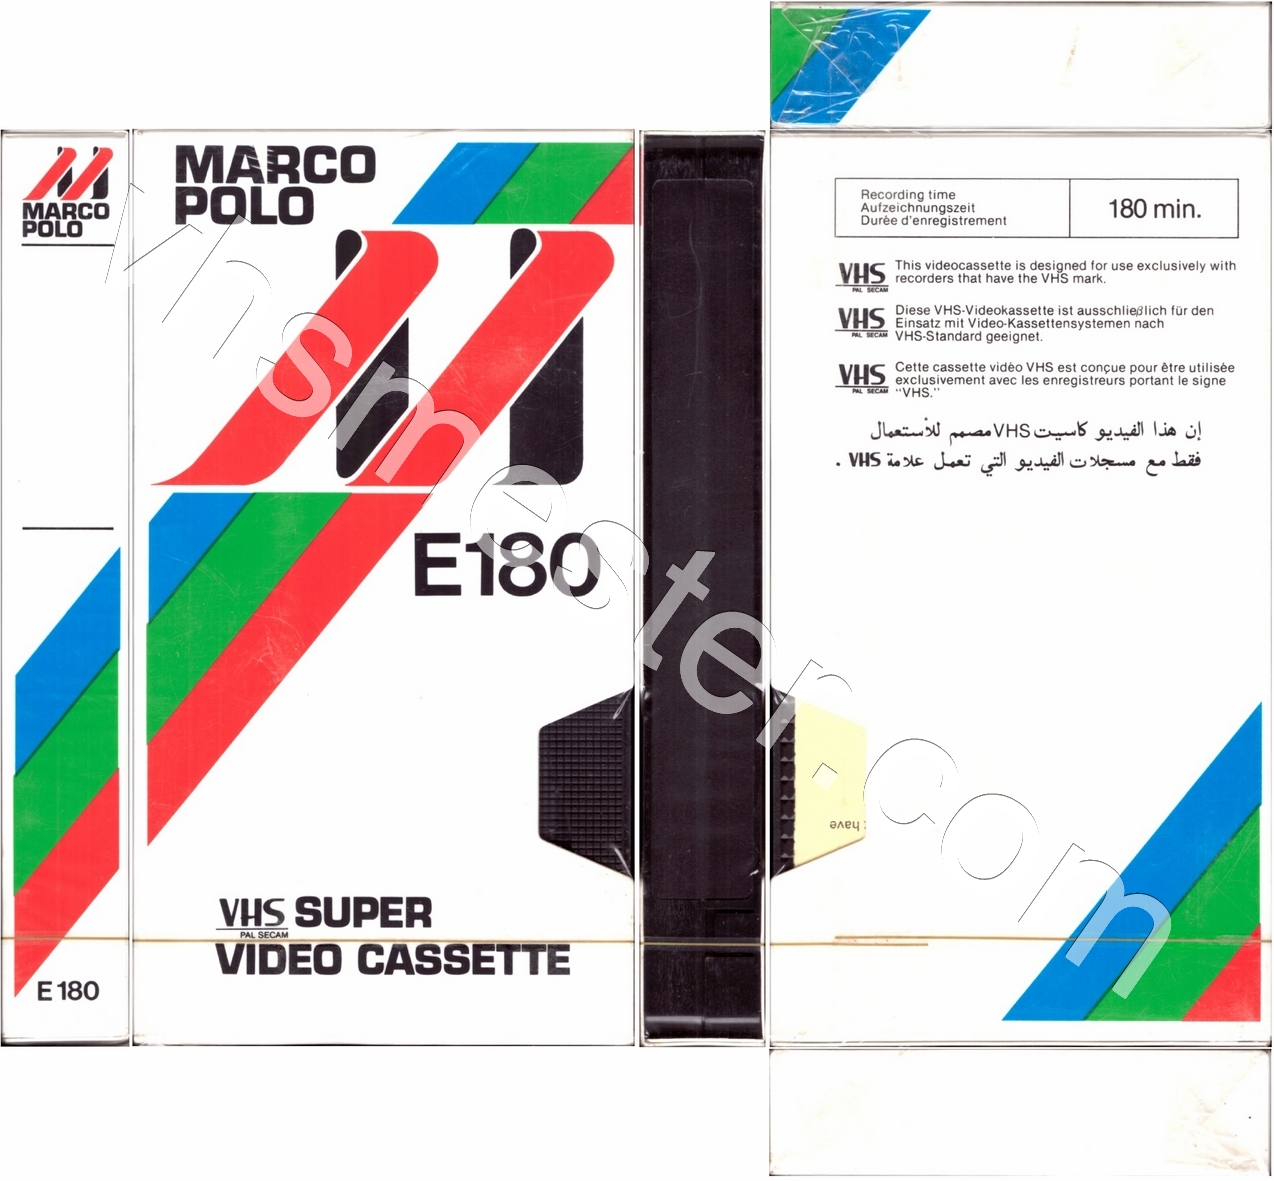 MARCO
POLO
E 180
MARCO
POLO
E180
VHS SUPER
PAL SECAM
VIDEO CASSETTE
Recording time
Aufzeichnungszeit
Durée d'enregistrement
180 min.
VHS
PAL SECAM
This videocassette is designed for use exclusively with
recorders that have the VHS mark.
VHS
PAL SECAM
Diese VHS-Videokassette ist ausschließlich für den
Einsatz mit Video-Kassettensystemen nach
VHS-Standard geeignet.
VHS
PAL SECAM
Cette cassette vidéo VHS est conçue pour être utilisée
exclusivement avec les enregistreurs portant le signe
"VHS."
إن هذا الفيديو كاسيت VHS مصمم للأستعمال
فقط مع مسجلات الفيديو التي تعمل علامة VHS .
have
vhsmester.com